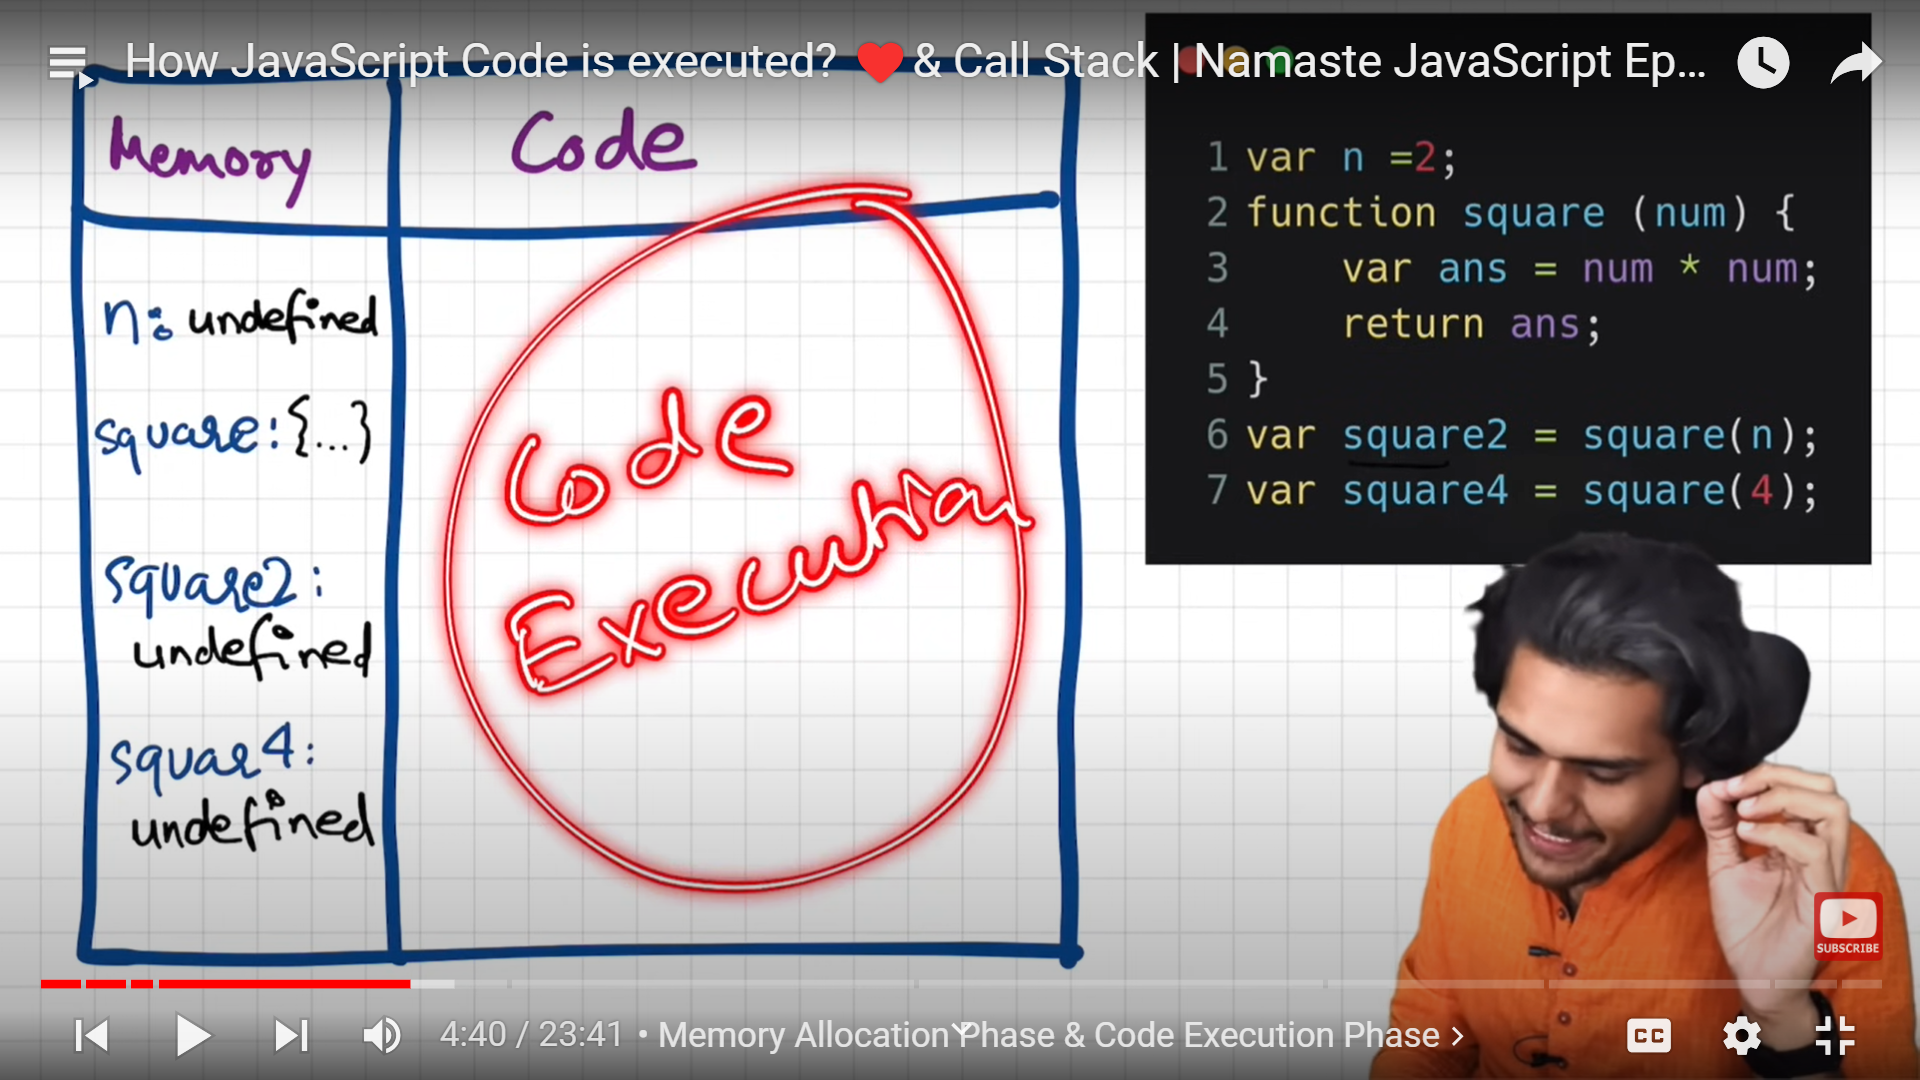 How JavaScript Code is executed? ❤️ & Call Stack | Namaste JavaScript Ep...
Memory
Code
n: undefined
square: {...}
square2:
undefined
squar4:
undefined
Code
Execution
1 var n =2;
2 function square (num) {
3     var ans = num * num;
4     return ans;
5 }
6 var square2 = square(n);
7 var square4 = square(4);
SUBSCRIBE
4:40 / 23:41 • Memory Allocation Phase & Code Execution Phase >
CC